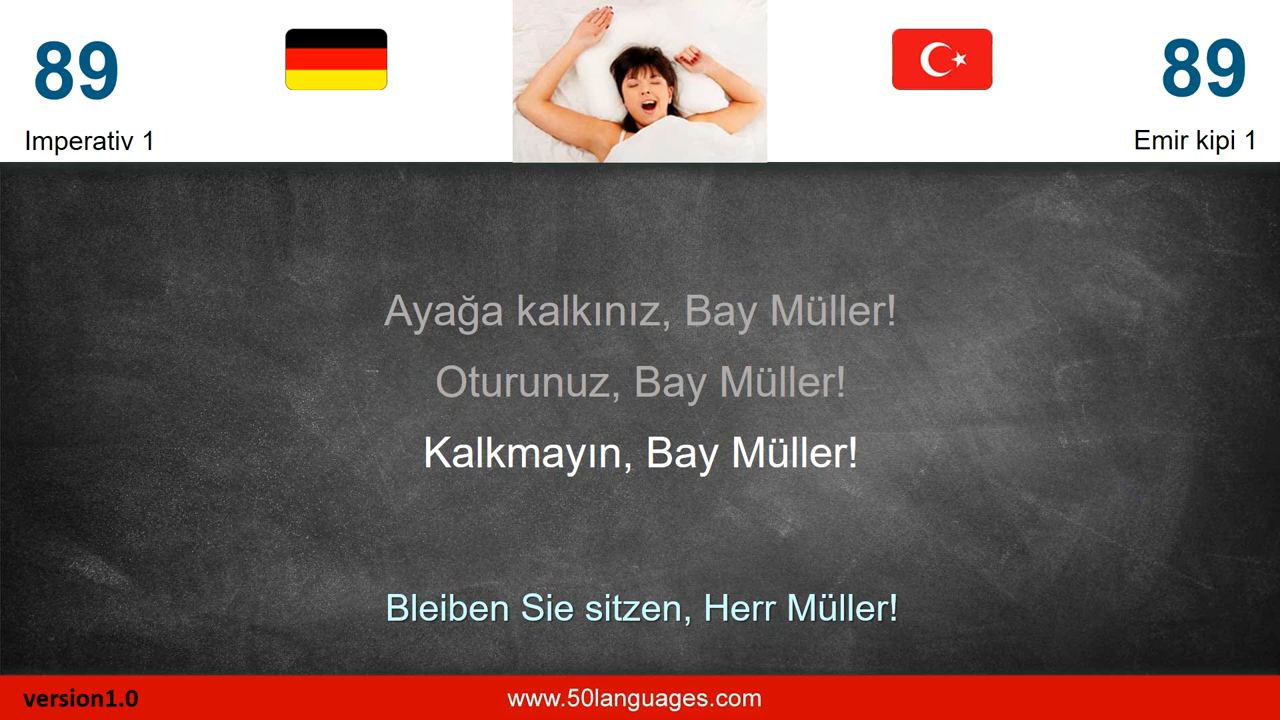 89
Imperativ 1
89
Emir kipi 1
Ayağa kalkınız, Bay Müller!
Oturunuz, Bay Müller!
Kalkmayın, Bay Müller!
Bleiben Sie sitzen, Herr Müller!
version1.0
www.50languages.com